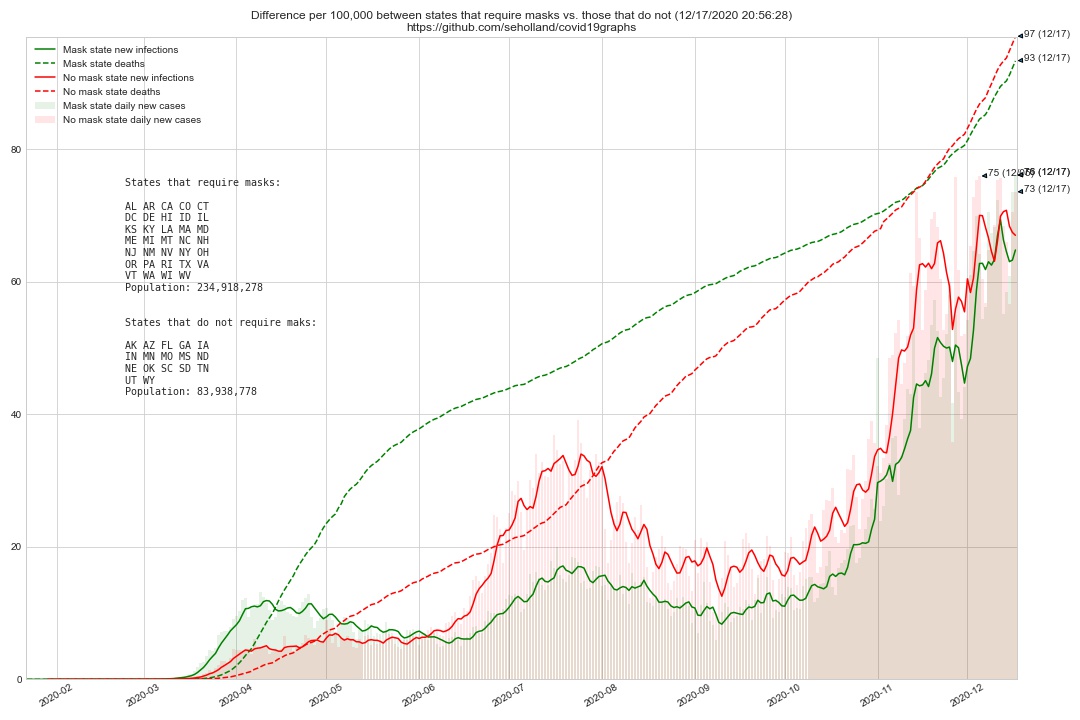 Difference per 100,000 between states that require masks vs. those that do not (12/17/2020 20:56:28)
https://github.com/seholland/covid19graphs
Mask state new infections
Mask state deaths
No mask state new infections
No mask state deaths
Mask state daily new cases
No mask state daily new cases
97 (12/17)
93 (12/17)
75
(12/17)
73 (12/17)
States that require masks:
AL AR CA CO CT
DC DE HI ID IL
KS KY LA MA MD
ME MI MT NC NH
NJ NM NV NY OH
OR PA RI TX VA
VT WA WI WV
Population: 234,918,278
States that do not require maks:
AK AZ FL GA IA
IN MN MO MS ND
NE OK SC SD TN
UT WY
Population: 83,938,778
80
60
40
20
0
2020-02
2020-03
2020-04
2020-05
2020-06
2020-07
2020-08
2020-09
2020-10
2020-11
2020-12